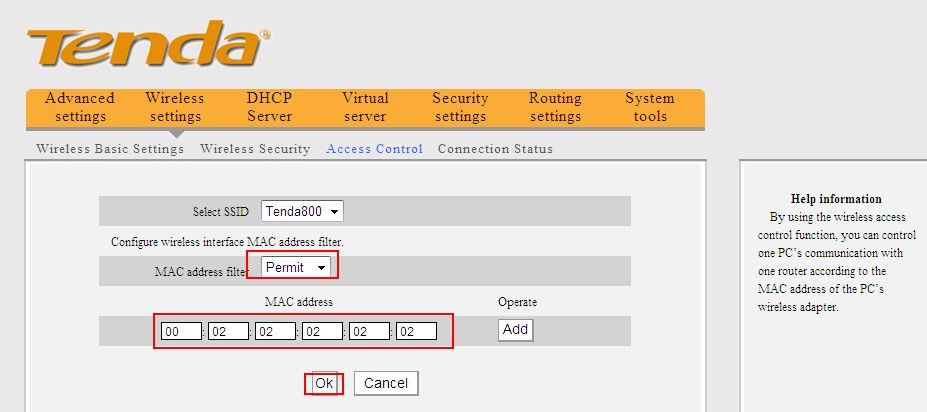 Tenda®
Advanced settings
Wireless settings
DHCP Server
Virtual server
Security settings
Routing settings
System tools
Wireless Basic Settings Wireless Security Access Control Connection Status
Select SSID Tenda800
Configure wireless interface MAC address filter.
MAC address filter Permit
MAC address Operate
00 : 02 : 02 : 02 : 02 : 02 Add
Ok Cancel
Help information
By using the wireless access
control function, you can control
one PC's communication with
one router according to the
MAC address of the PC's
wireless adapter.